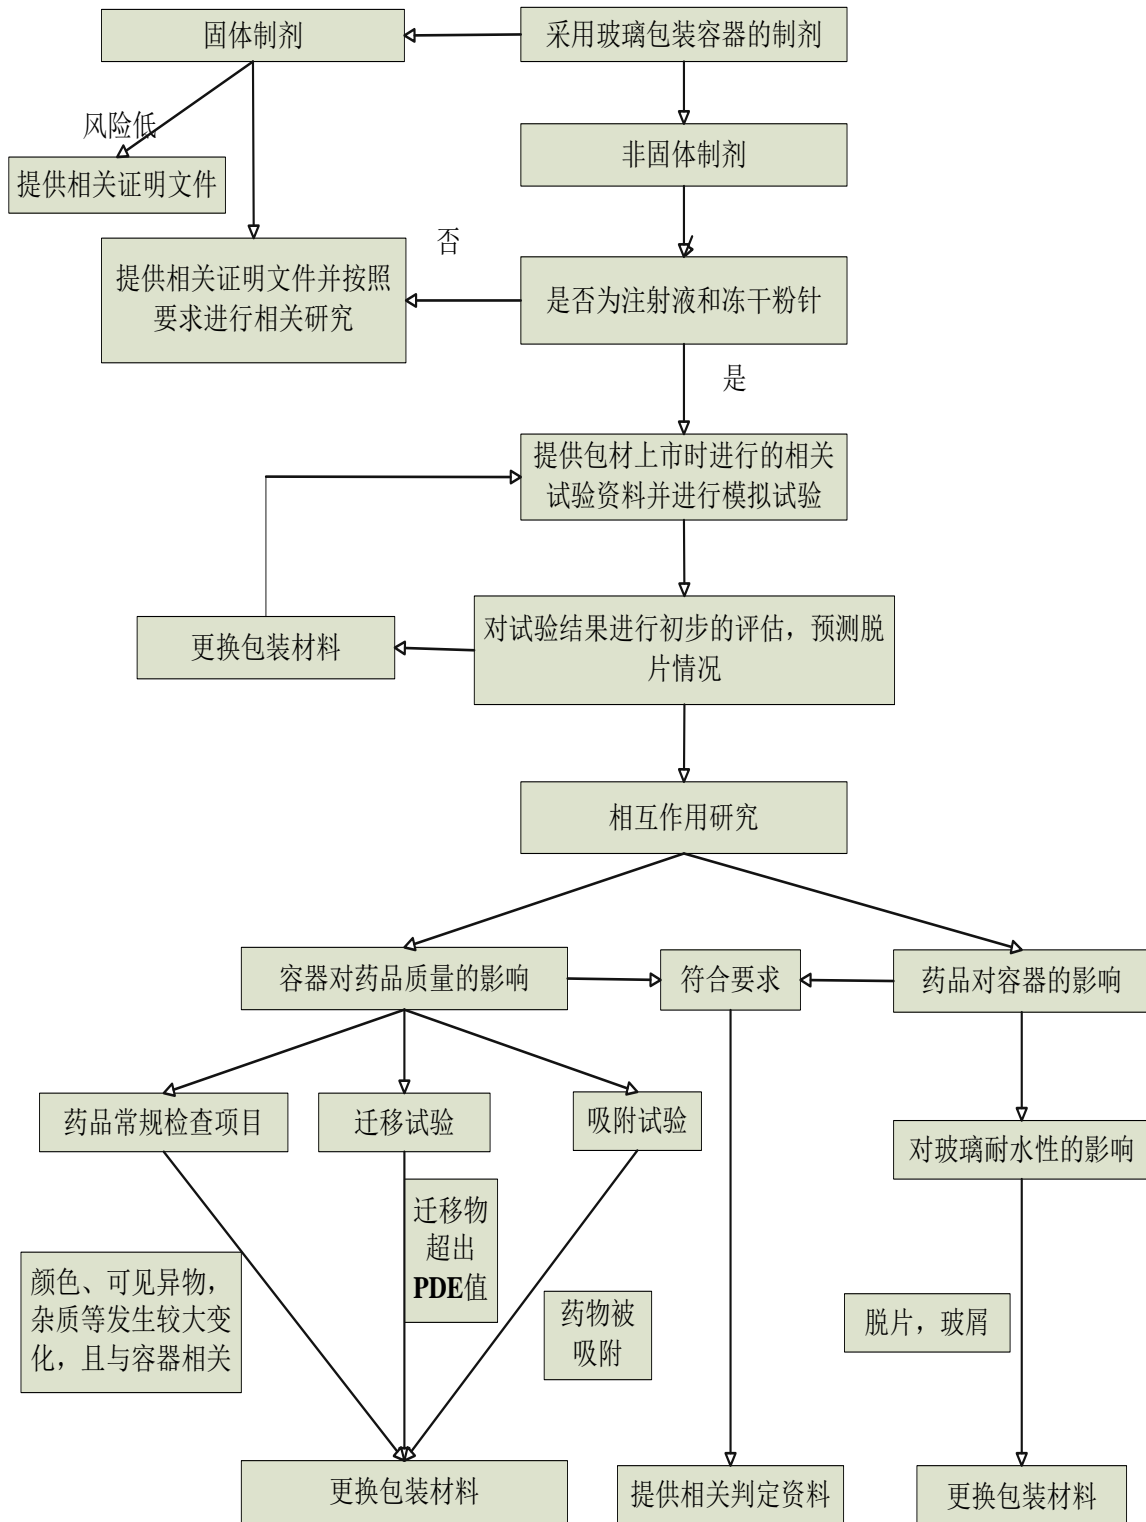 固体制剂
采用玻璃包装容器的制剂
风险低
非固体制剂
提供相关证明文件
否
提供相关证明文件并按照
要求进行相关研究
是否为注射液和冻干粉针
是
提供包材上市时进行的相关
试验资料并进行模拟试验
更换包装材料
对试验结果进行初步的评估，预测脱
片情况
相互作用研究
容器对药品质量的影响
符合要求
药品对容器的影响
药品常规检查项目
迁移试验
吸附试验
对玻璃耐水性的影响
迁移物
超出
PDE值
颜色、可见异物，
杂质等发生较大变
化，且与容器相关
药物被
吸附
脱片，玻屑
更换包装材料
提供相关判定资料
更换包装材料